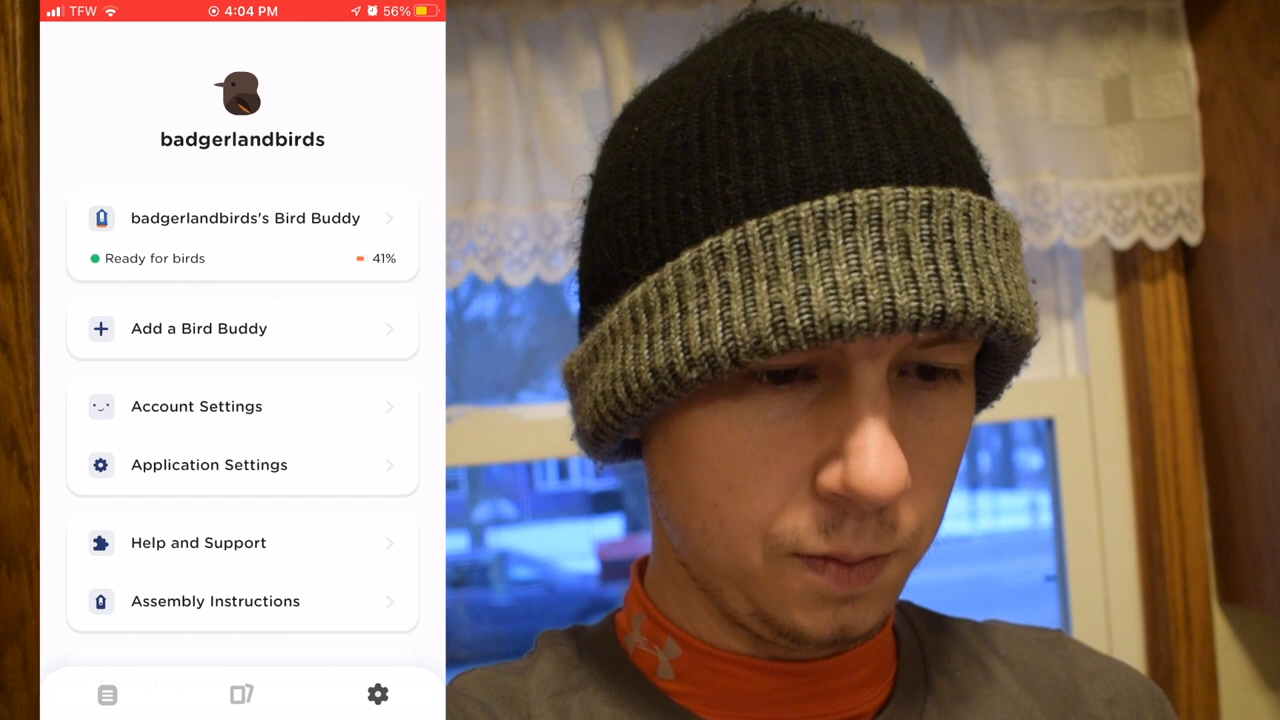 TFW 4:04 PM 56%
badgerlandbirds
badgerlandbirds's Bird Buddy
Ready for birds 41%
Add a Bird Buddy
Account Settings
Application Settings
Help and Support
Assembly Instructions